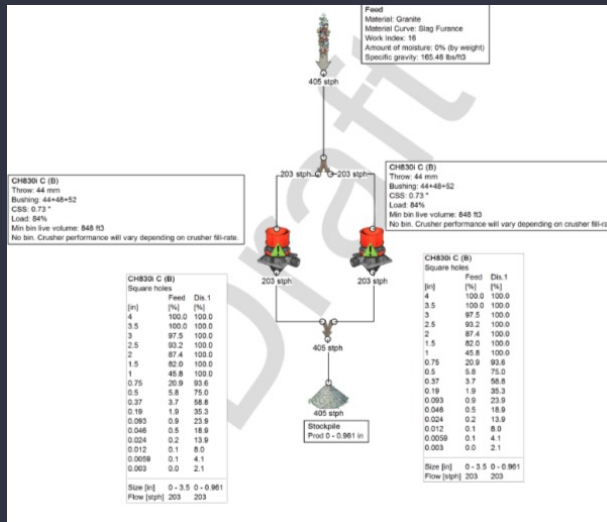 Feed
Material: Granite
Material Curve: Slag Furance
Work Index: 16
Amount of moisture: 0% (by weight)
Specific gravity: 165.46 lbs/ft3
405 stph
203 stph 203 stph
CH830i C (B)
Throw: 44 mm
Bushing: 44+48+52
CSS: 0.73 "
Load: 84%
Min bin live volume: 848 ft3
No bin. Crusher performance will vary depending on crusher fill-rate.
CH830i C (B)
Throw: 44 mm
Bushing: 44+48+52
CSS: 0.73 "
Load: 84%
Min bin live volume: 848 ft3
No bin. Crusher performance will vary depending on crusher fill-ra
203 stph 203 stph
CH830i C (B)
Square holes
Feed Dis.1
[in] [%] [%]
4 100.0 100.0
3.5 100.0 100.0
3 97.5 100.0
2.5 93.2 100.0
2 87.4 100.0
1.5 82.0 100.0
1 45.8 100.0
0.75 20.9 93.6
0.5 5.8 75.0
0.37 3.7 58.8
0.19 1.9 35.3
0.093 0.9 23.9
0.046 0.5 18.9
0.024 0.2 13.9
0.012 0.1 8.0
0.0059 0.1 4.1
0.003 0.0 2.1
Size [in] 0 - 3.5 0 - 0.961
Flow [stph] 203 203
405 stph
405 stph
Stockpile
Prod 0 - 0.961 in
CH830i C (B)
Square holes
Feed Dis.1
[in] [%] [%]
4 100.0 100.0
3.5 100.0 100.0
3 97.5 100.0
2.5 93.2 100.0
2 87.4 100.0
1.5 82.0 100.0
1 45.8 100.0
0.75 20.9 93.6
0.5 5.8 75.0
0.37 3.7 58.8
0.19 1.9 35.3
0.093 0.9 23.9
0.046 0.5 18.9
0.024 0.2 13.9
0.012 0.1 8.0
0.0059 0.1 4.1
0.003 0.0 2.1
Size [in] 0 - 3.5 0 - 0.961
Flow [stph] 203 203
Draft